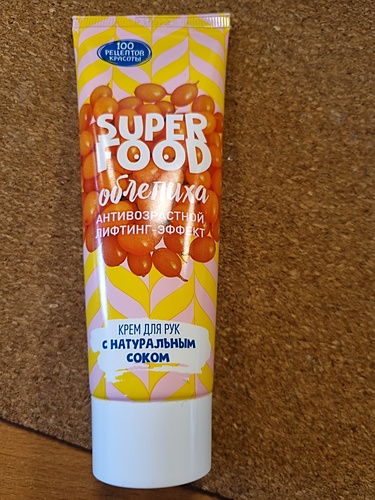 100
РЕЦЕПТОВ
КРАСОТЫ
SUPER
FOOD
облепиха
АНТИВОЗРАСТНОЙ
ЛИФТИНГ-ЭФФЕКТ
КРЕМ ДЛЯ РУК
С НАТУРАЛЬНЫМ
СОКОМ